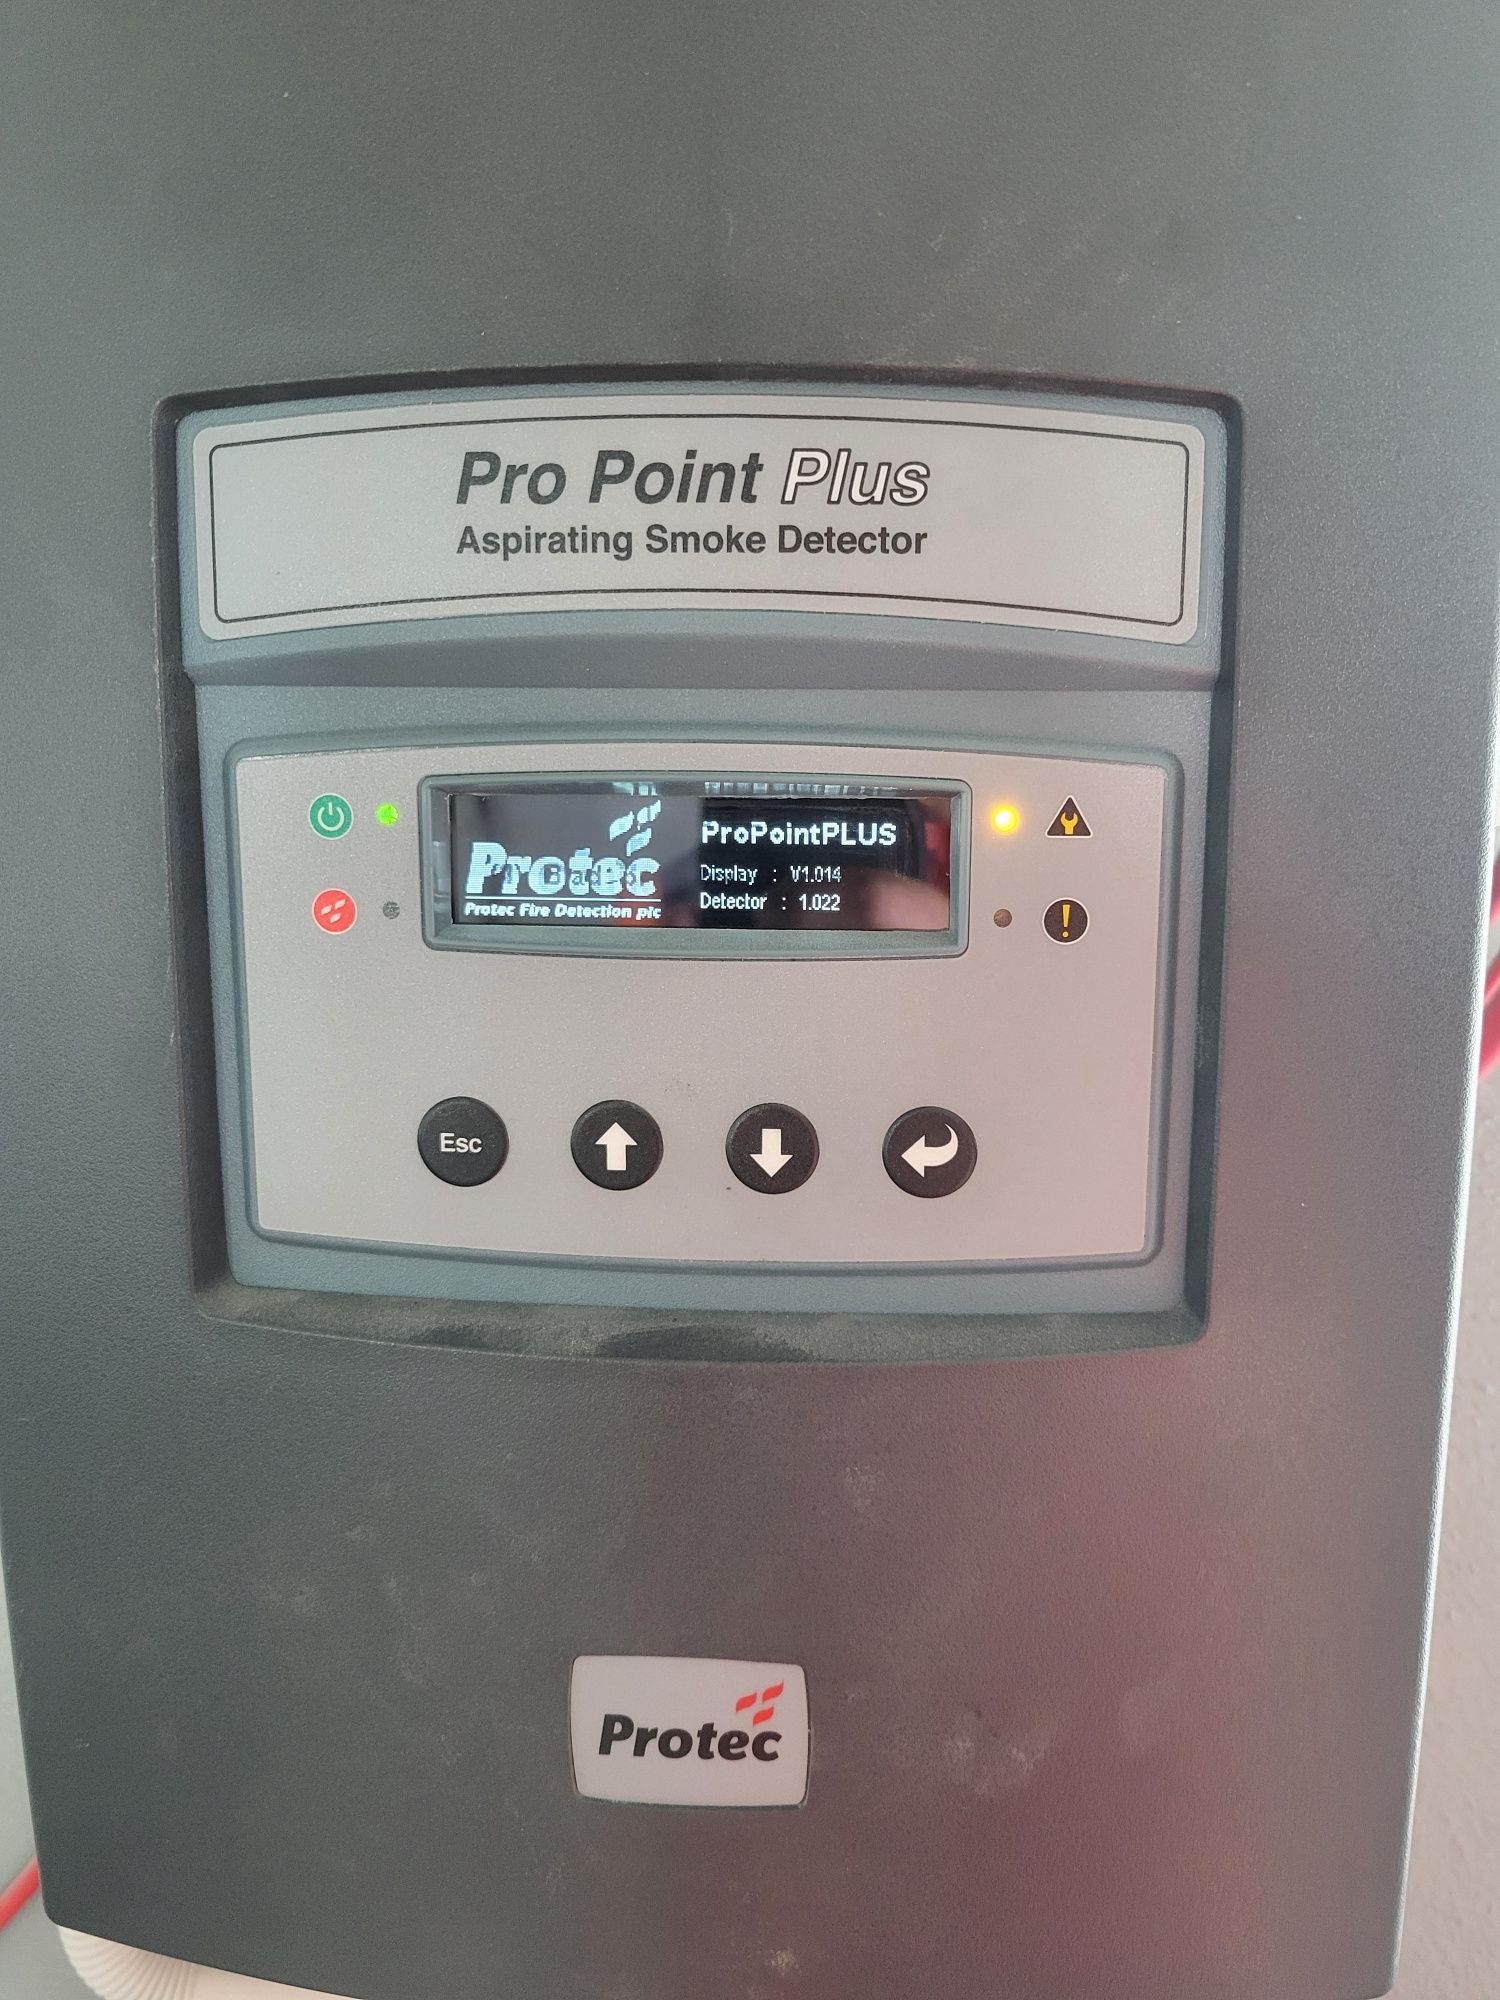 Pro Point Plus
Aspirating Smoke Detector
Protec
Protec Fire Detection plc
ProPointPLUS
Display : V1.014
Detector : 1.022
Esc
Protec